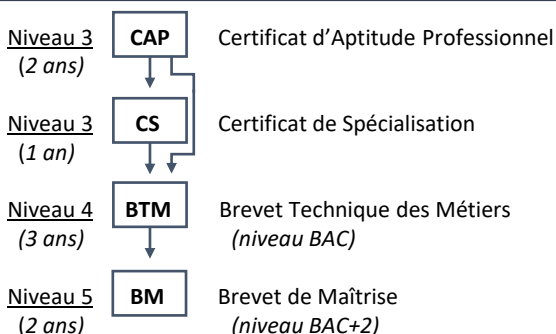 Niveau 3 CAP Certificat d’Aptitude Professionnel
(2 ans)
Niveau 3 CS Certificat de Spécialisation
(1 an)
Niveau 4 BTM Brevet Technique des Métiers
(3 ans) (niveau BAC)
Niveau 5 BM Brevet de Maîtrise
(2 ans) (niveau BAC+2)